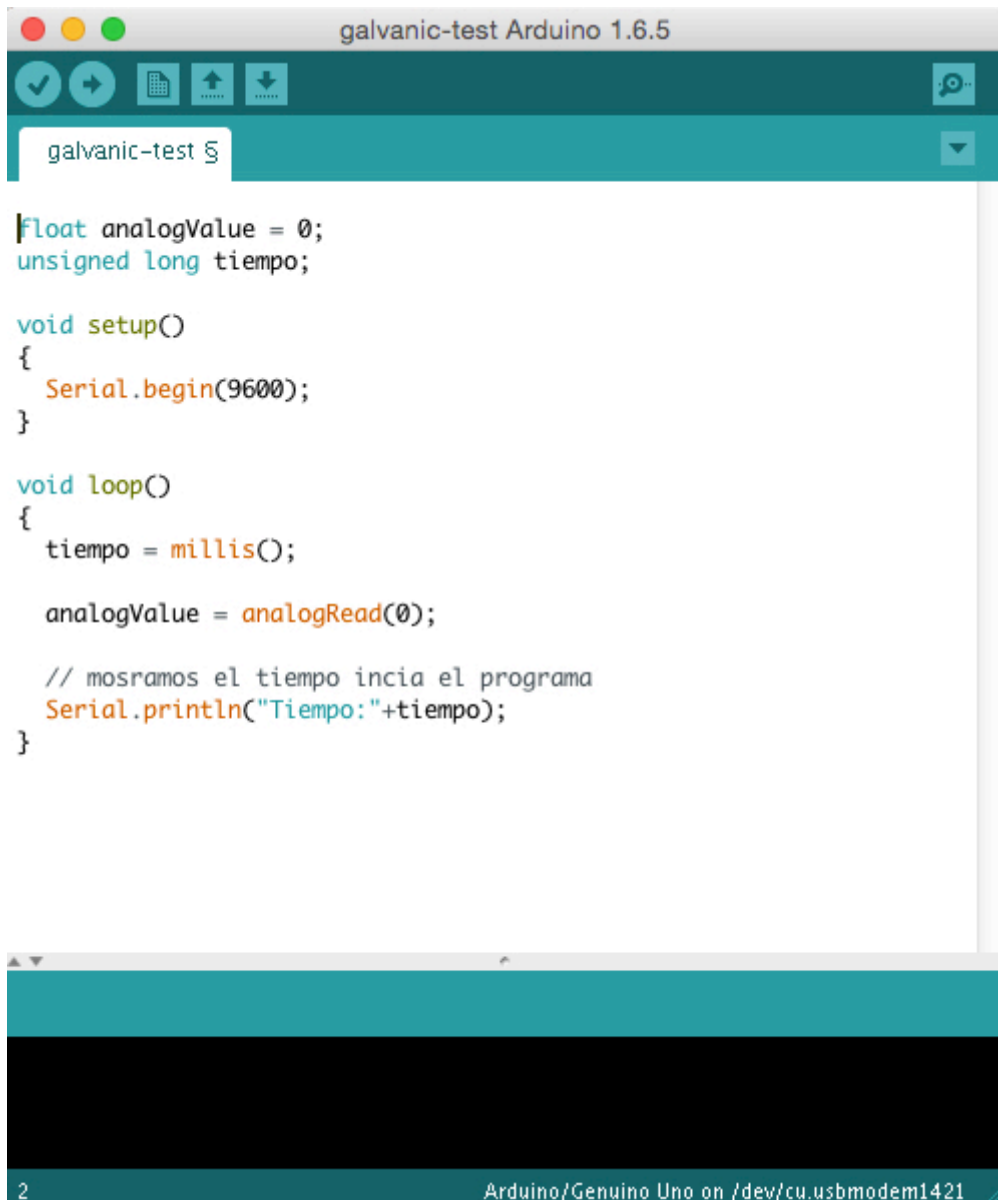 galvanic-test Arduino 1.6.5
galvanic-test §
float analogValue = 0;
unsigned long tiempo;
void setup()
{
  Serial.begin(9600);
}
void loop()
{
  tiempo = millis();
  analogValue = analogRead(0);
  // mosramos el tiempo incia el programa
  Serial.println("Tiempo:"+tiempo);
}
2
Arduino/Genuino Uno on /dev/cu.usbmodem1421